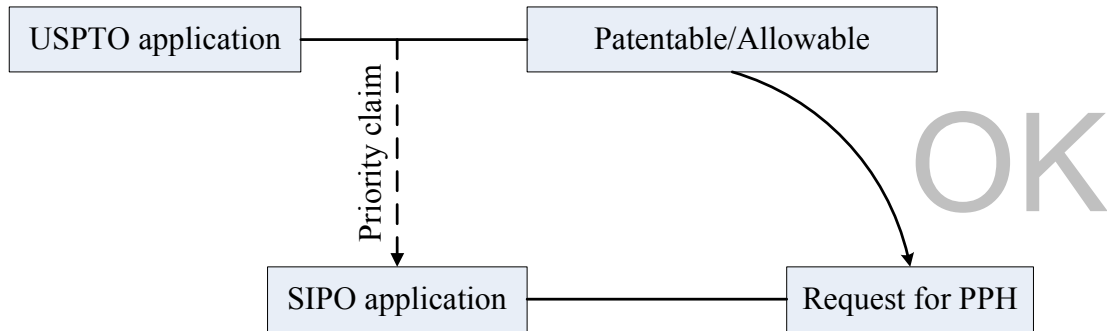 USPTO application
Patentable/Allowable
Priority claim
OK
SIPO application
Request for PPH